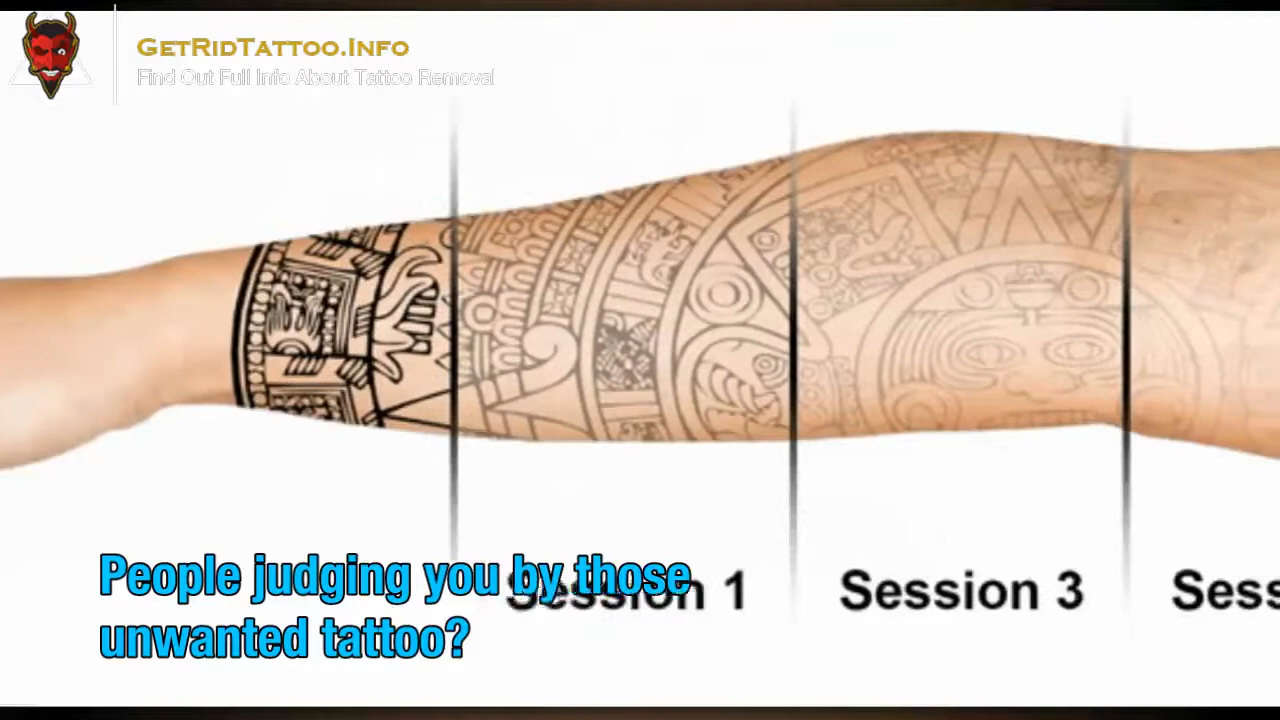 GetRidTattoo.Info
Find Out Full Info About Tattoo Removal
People judging you by those
unwanted tattoo?
Session 1
Session 3
Sess